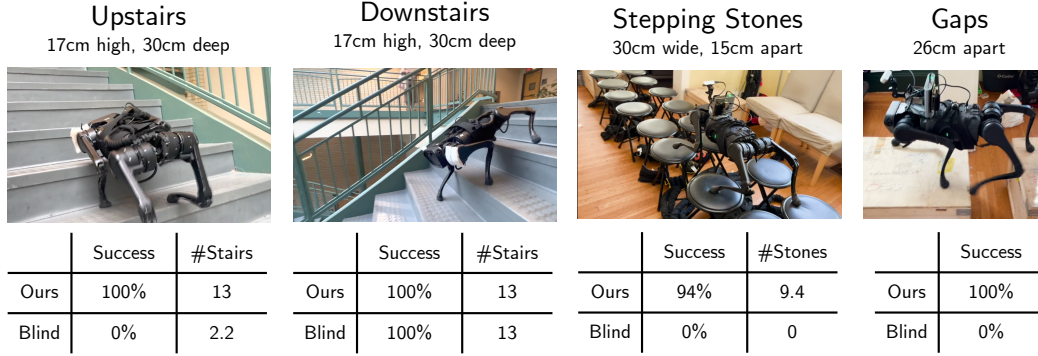 Upstairs
17cm high, 30cm deep
Success #Stairs
Ours 100% 13
Blind 0% 2.2
Downstairs
17cm high, 30cm deep
Success #Stairs
Ours 100% 13
Blind 100% 13
Stepping Stones
30cm wide, 15cm apart
Success #Stones
Ours 94% 9.4
Blind 0% 0
Gaps
26cm apart
Success
Ours 100%
Blind 0%